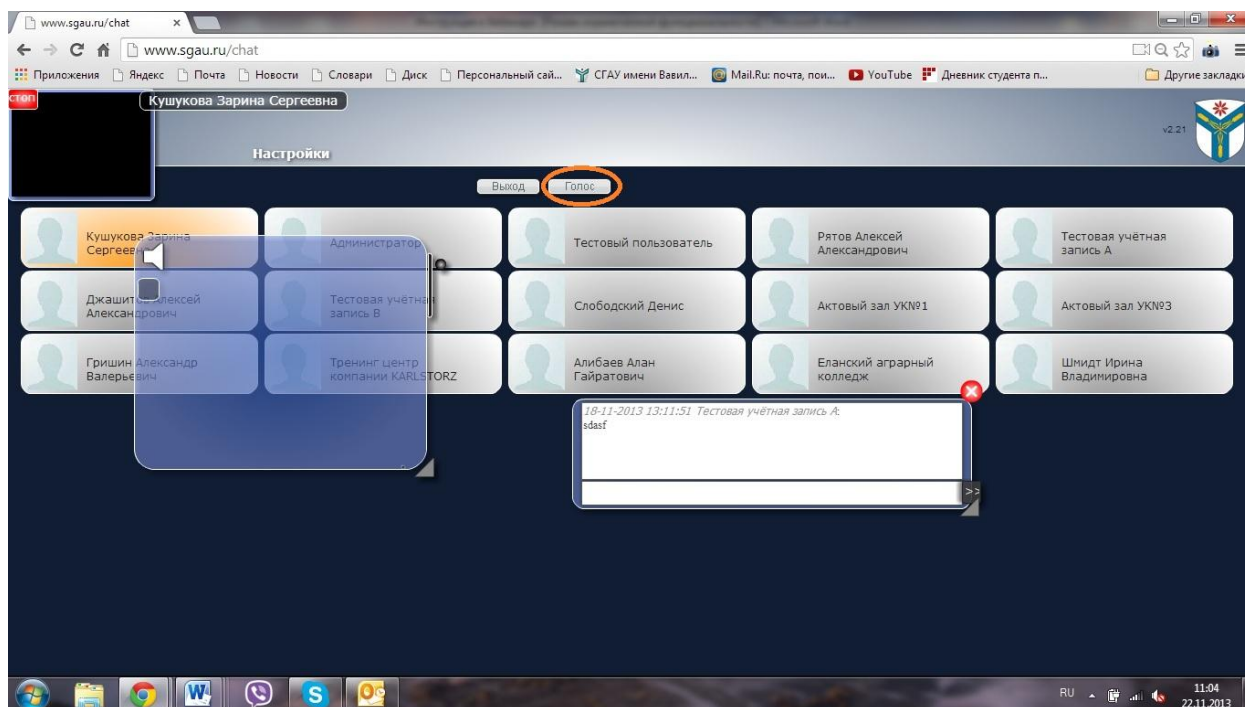 www.sgau.ru/chat
www.sgau.ru/chat
Приложения Яндекс Почта Новости Словари Диск Персональный сай... СГАУ имени Вавил... Mail.Ru: почта, пои... YouTube Дневник студента п... Другие закладки
стоп
Кушукова Зарина Сергеевна
v2.21
Настройки
Выход Голос
Кушукова Зарина
Сергеевна
Администратор
Тестовый пользователь
Рятов Алексей
Александрович
Тестовая учётная
запись А
Джашитов Алексей
Александрович
Тестовая учётная
запись В
Слободский Денис
Актовый зал УК№1
Актовый зал УК№3
Гришин Александр
Валерьевич
Тренинг центр
компании KARLSTORZ
Алибаев Алан
Гайратович
Еланский аграрный
колледж
Шмидт Ирина
Владимировна
18-11-2013 13:11:51 Тестовая учётная запись А:
sdasf
>>
RU
11:04
22.11.2013